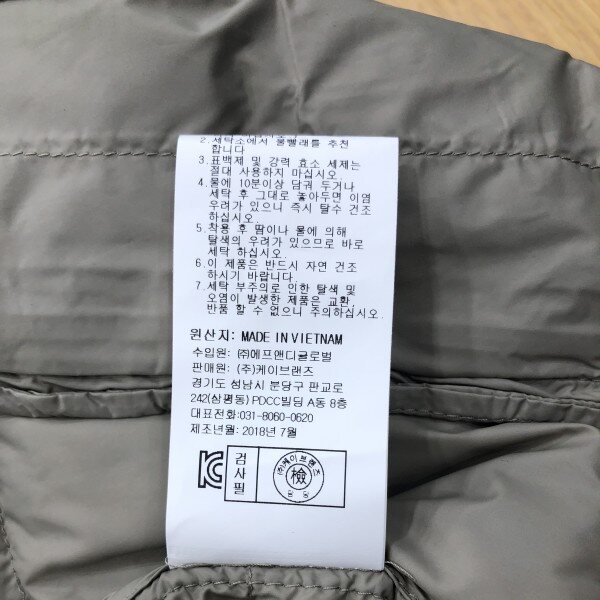 2.세탁소에서 물빨래를 추천
합니다.
3.표백제 및 강력 효소 세제는
절대 사용하지 마십시오.
4.물에 10분이상 담궈 두거나
세탁 후 그대로 놓아두면 이염
우려가 있으니 즉시 탈수 건조
하십시오.
5.착용 후 땀이나 물에 의해
탈색의 우려가 있으므로 바로
세탁 하십시오.
6.이 제품은 반드시 자연 건조
하시기 바랍니다.
7.세탁 부주의로 인한 탈색 및
오염이 발생한 제품은 교환,
반품 할 수 없으니 주의하십시오.
원산지: MADE IN VIETNAM
수입원: ㈜에프앤디글로벌
판매원: (주)케이브랜즈
경기도 성남시 분당구 판교로
242(삼평동) PDCC빌딩 A동 8층
대표전화:031-8060-0620
제조년월: 2018년 7월
KC
검사필
(주)케이브랜즈
檢